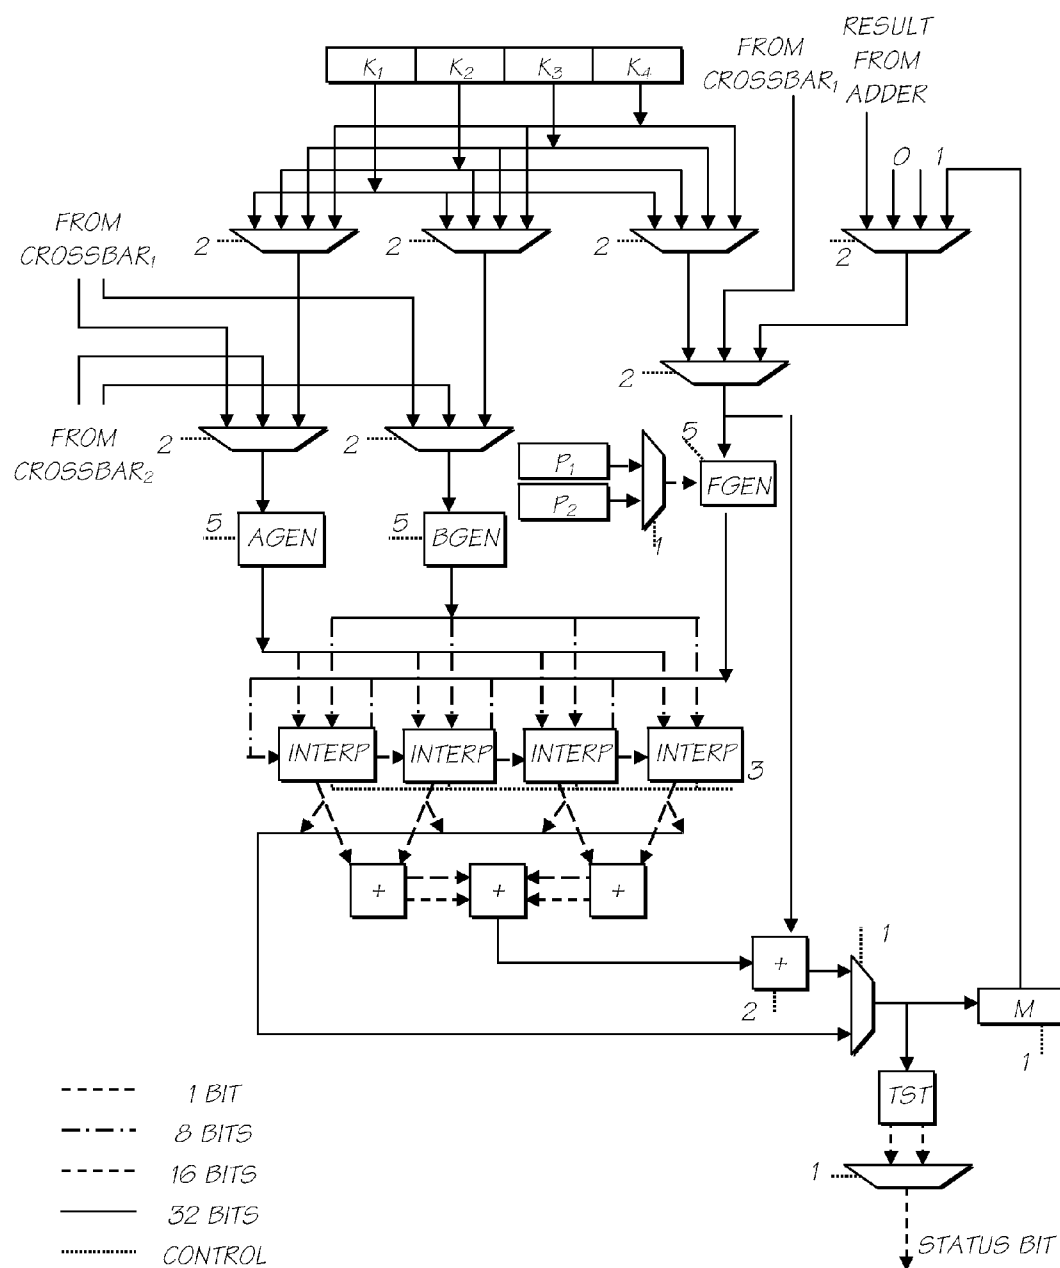 RESULT
FROM
ADDER
FROM
CROSSBAR1
K1 K2 K3 K4
0 1
FROM
CROSSBAR1
2 2 2 2
2
FROM
CROSSBAR2
2 2
P1
P2
5
FGEN
1
5 AGEN
5 BGEN
INTERP INTERP INTERP INTERP 3
+ + +
1
+
2
M
1
TST
1
STATUS BIT
1 BIT
8 BITS
16 BITS
32 BITS
CONTROL